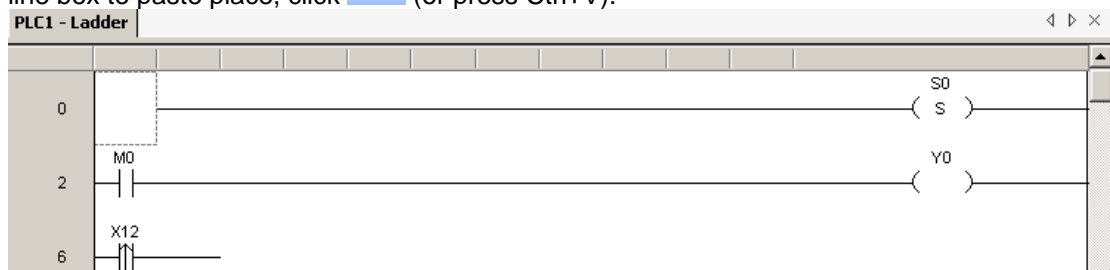 line box to paste place, click (or press Ctrl+V).
PLC1 - Ladder
S0
0
( S )
M0
Y0
2
( )
X12
6